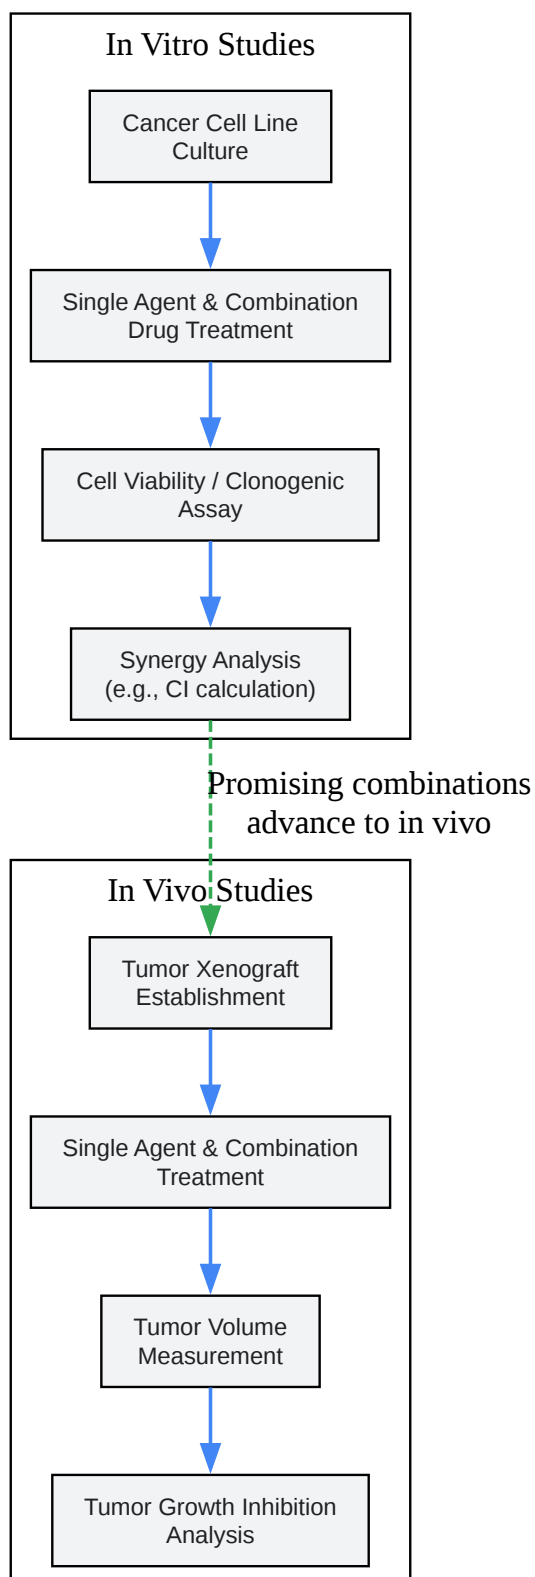 In Vitro Studies
Cancer Cell Line
Culture
Single Agent & Combination
Drug Treatment
Cell Viability / Clonogenic
Assay
Synergy Analysis
(e.g., CI calculation)
Promising combinations
advance to in vivo
In Vivo Studies
Tumor Xenograft
Establishment
Single Agent & Combination
Treatment
Tumor Volume
Measurement
Tumor Growth Inhibition
Analysis